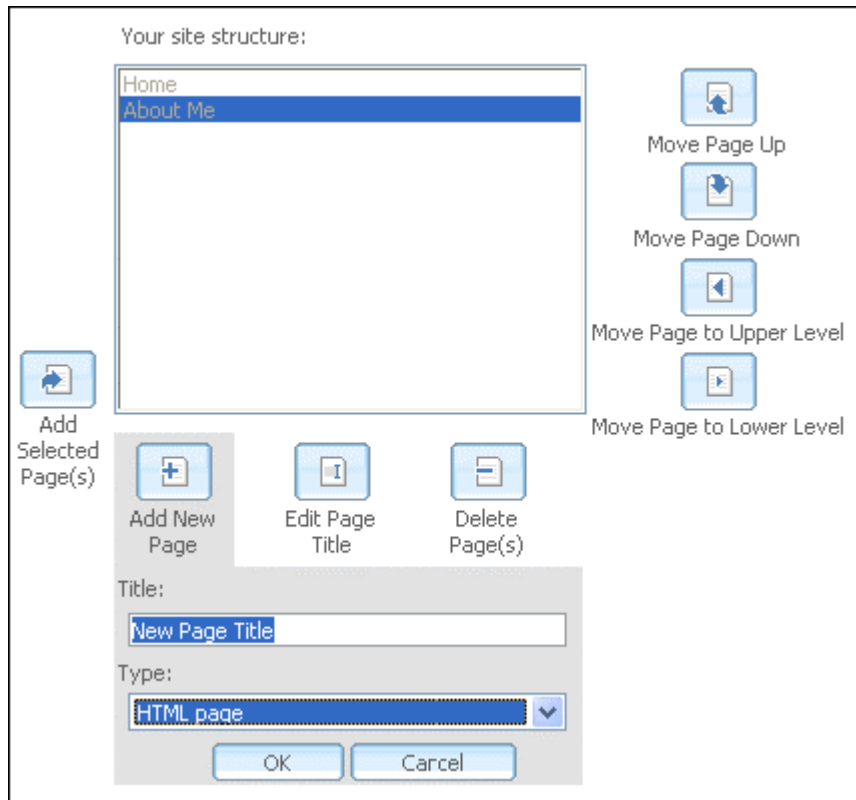 Your site structure:
Home
About Me
Move Page Up
Move Page Down
Move Page to Upper Level
Move Page to Lower Level
Add
Selected
Page(s)
Add New
Page
Edit Page
Title
Delete
Page(s)
Title:
New Page Title
Type:
HTML page
OK
Carcel